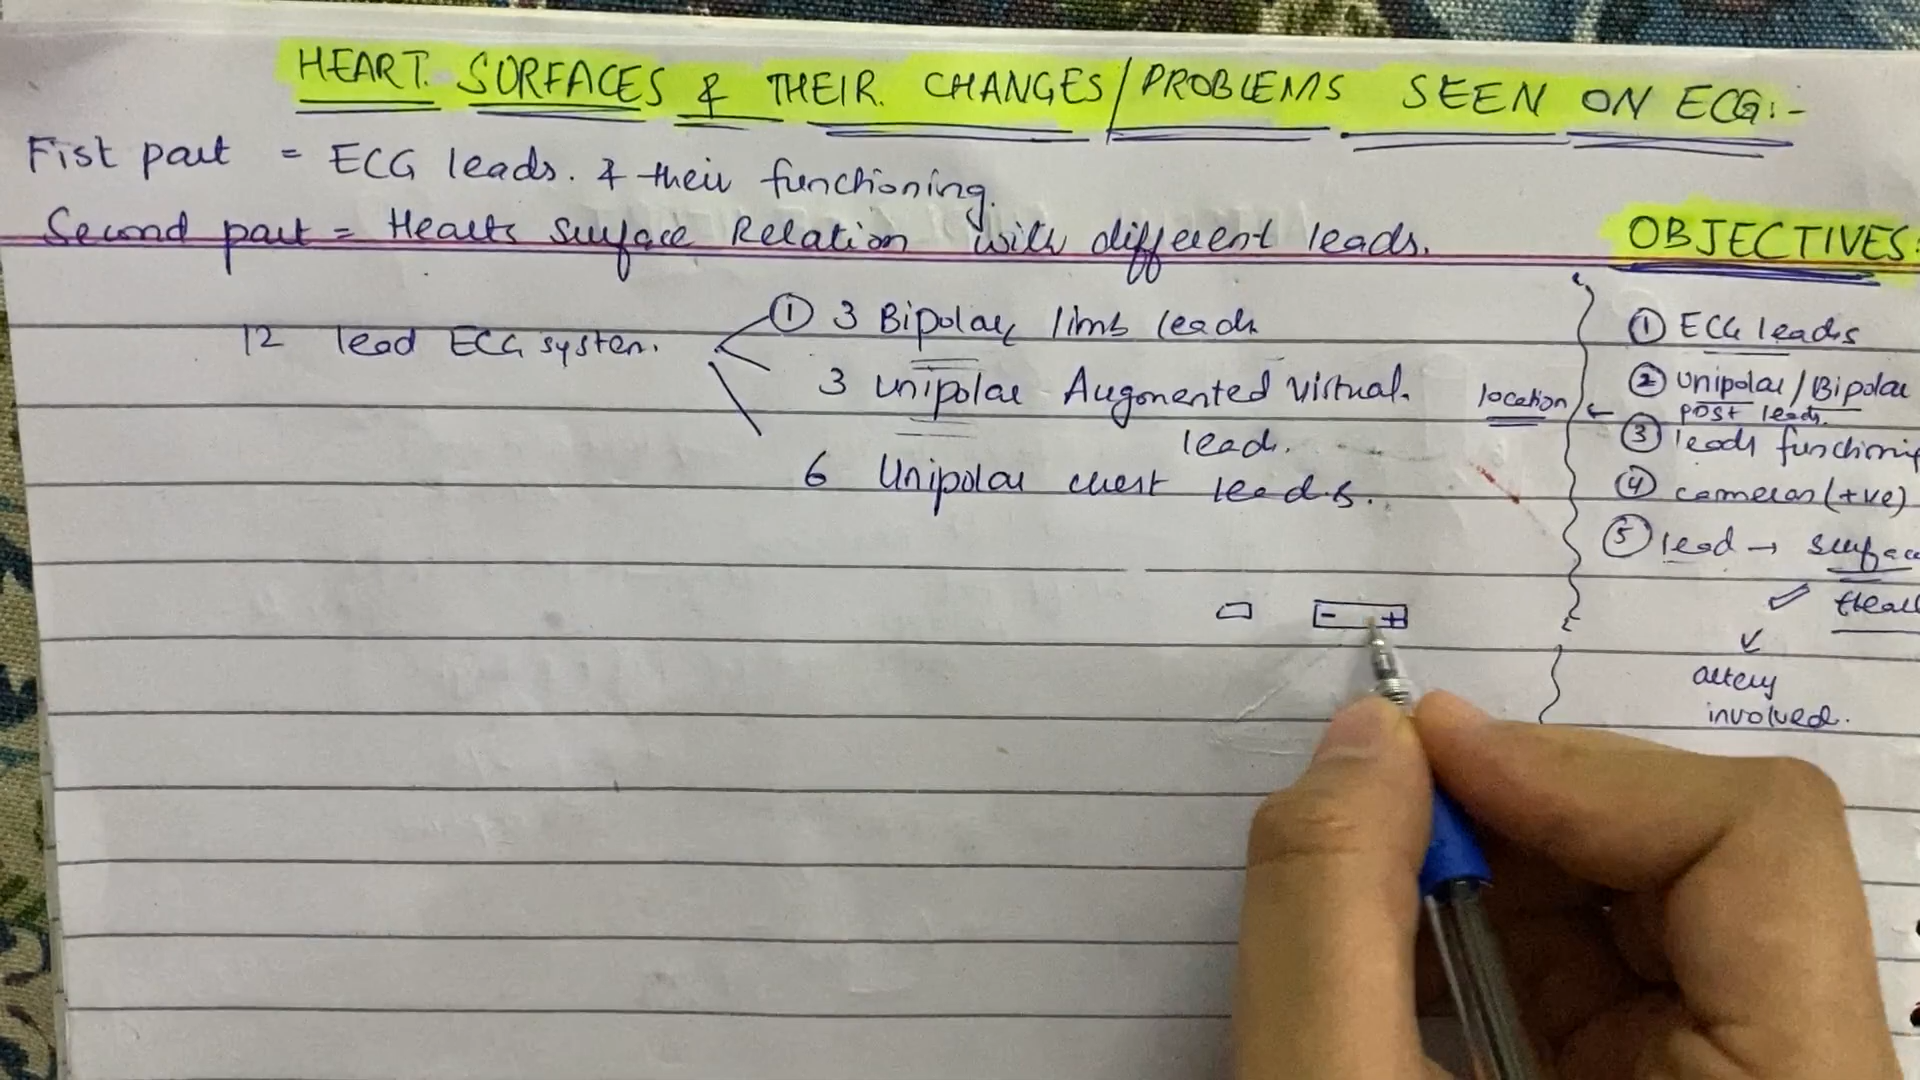 HEART. SURFACES & THEIR. CHANGES/PROBLEMS SEEN ON ECG:-
Fist part = ECG leads. & their functioning.
Second part = Hearts Surface Relation with different leads.
OBJECTIVES:
12 lead ECG system.
① 3 Bipolar limb leads
3 unipolar Augmented Virtual.
lead.
6 Unipolar chest leads.
location ←
① ECG leads
② Unipolar/Bipolar
post leads.
③ leads functioning
④ cameras (+ve)
⑤ lead → surface
Heart
↓
artery
involved.
- +